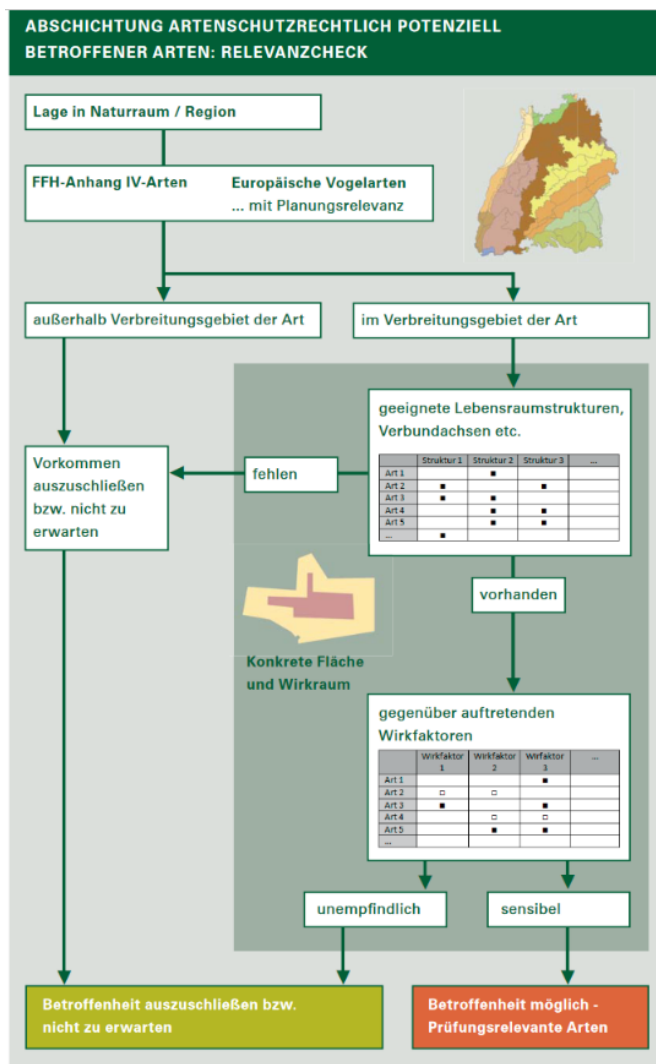 ABSCHICHTUNG ARTENSCHUTZRECHTLICH POTENZIELL
BETROFFENER ARTEN: RELEVANZCHECK
Lage in Naturraum / Region
FFH-Anhang IV-Arten Europäische Vogelarten
... mit Planungsrelevanz
außerhalb Verbreitungsgebiet der Art
im Verbreitungsgebiet der Art
geeignete Lebensraumstrukturen,
Verbundachsen etc.
Struktur 1 Struktur 2 Struktur 3 ...
Art 1 ■
Art 2 ■ ■
Art 3 ■ ■
Art 4 ■ ■
Art 5 ■ ■
... ■
fehlen
Vorkommen
auszuschließen
bzw. nicht zu
erwarten
vorhanden
Konkrete Fläche
und Wirkraum
gegenüber auftretenden
Wirkfaktoren
Wirkfaktor Wirkfaktor Wirfaktor ...
1 2 3
Art 1 ■
Art 2 □ □
Art 3 ■ ■
Art 4 □ □
Art 5 ■ ■
...
unempfindlich
sensibel
Betroffenheit auszuschließen bzw.
nicht zu erwarten
Betroffenheit möglich -
Prüfungsrelevante Arten